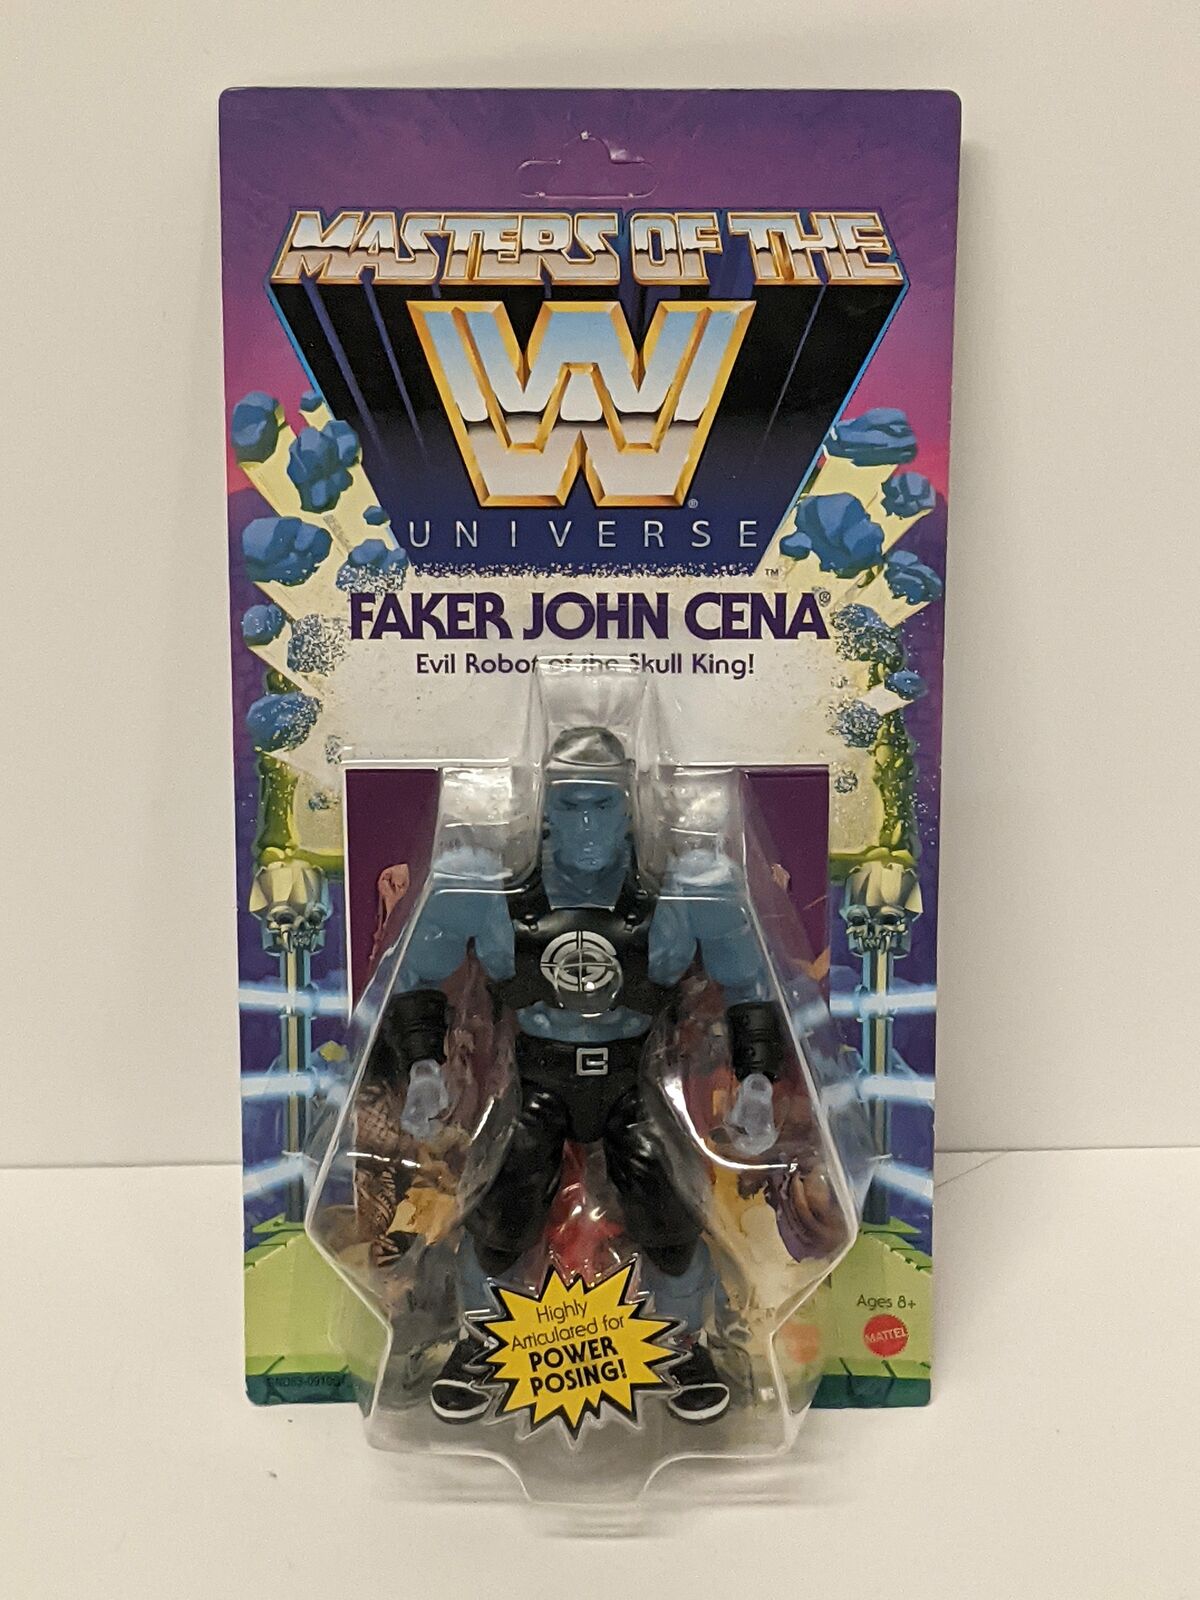 MASTERS OF THE
W
®
UNIVERSE
™
FAKER JOHN CENA®
Evil Robot of the Skull King!
C
Highly
Articulated for
POWER
POSING!
Ages 8+
MATTEL